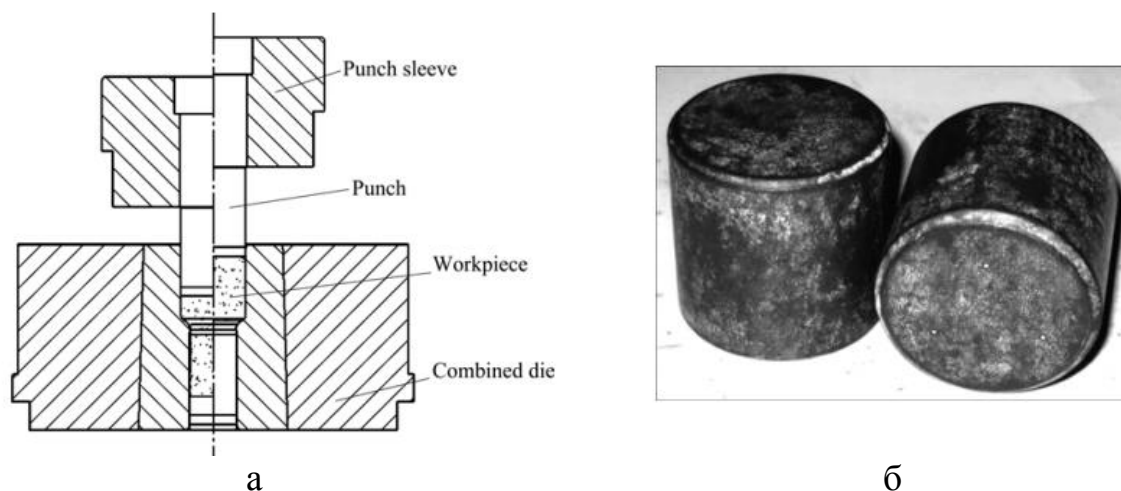 Punch sleeve
Punch
Workpiece
Combined die
а
б